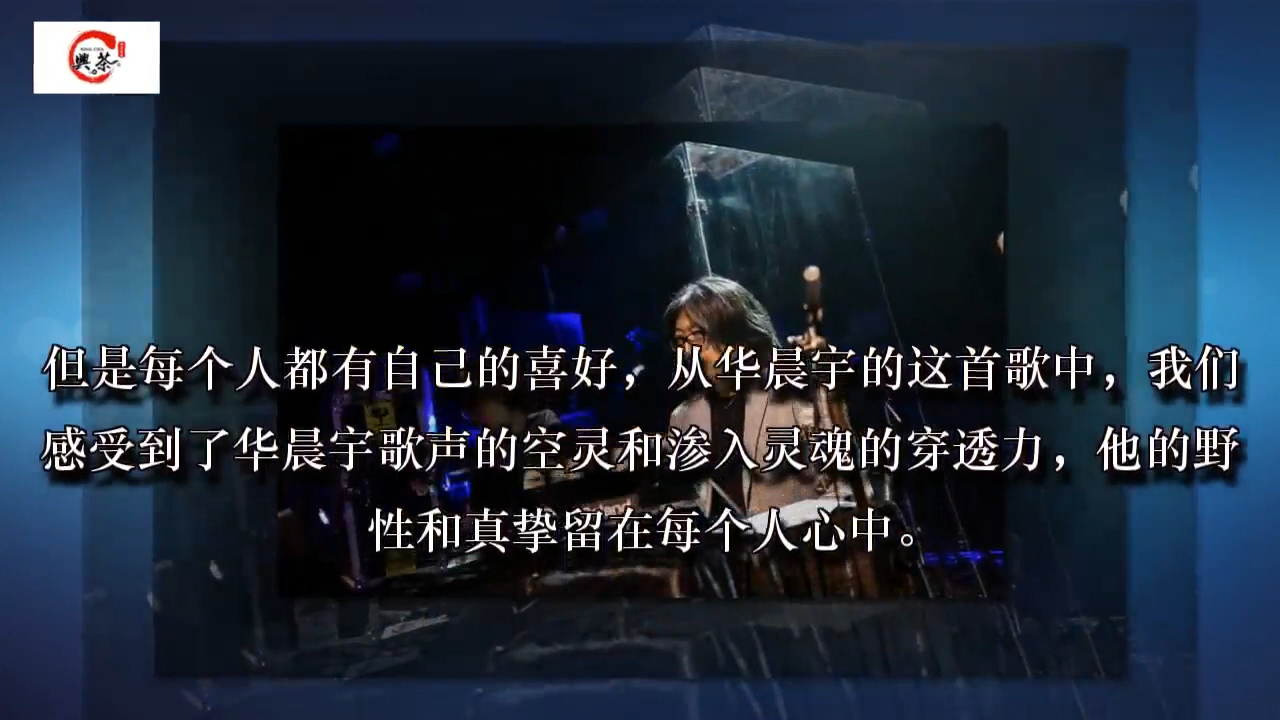 興茶
但是每个人都有自己的喜好，从华晨宇的这首歌中，我们
感受到了华晨宇歌声的空灵和渗入灵魂的穿透力，他的野
性和真挚留在每个人心中。